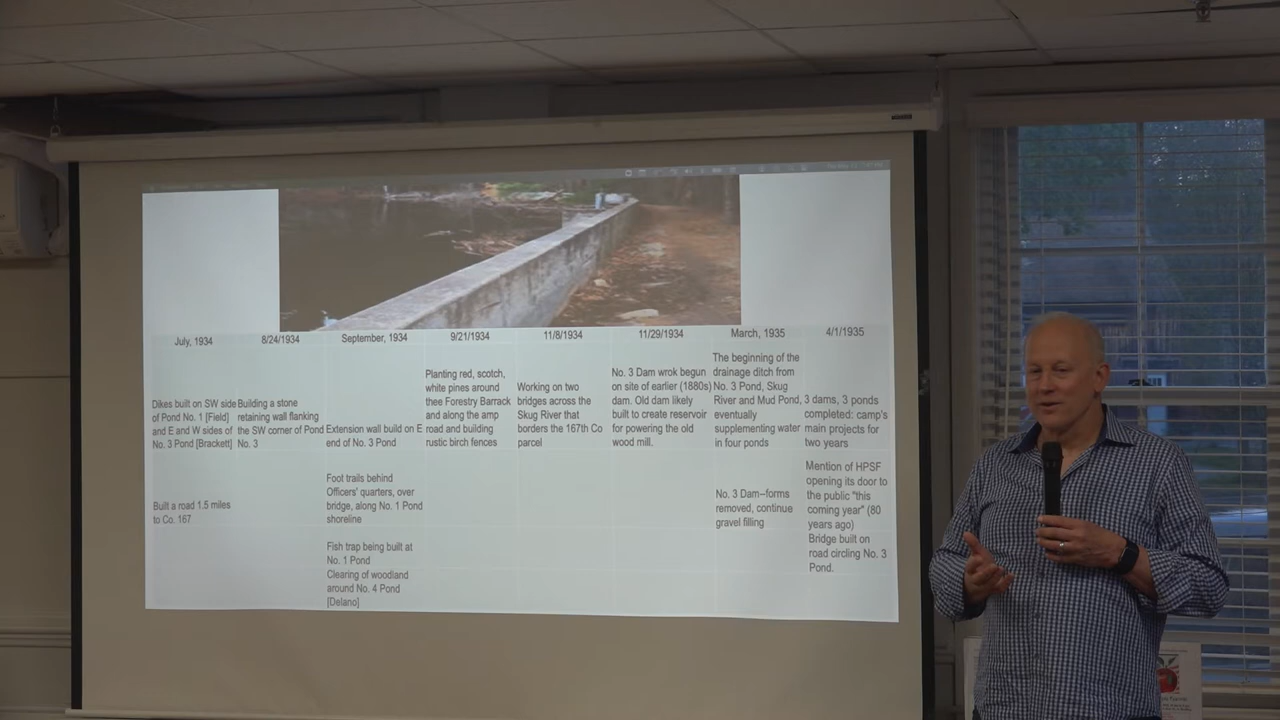 July, 1934
8/24/1934
September, 1934
9/21/1934
11/8/1934
11/29/1934
March, 1935
4/1/1935
Dikes built on SW side
of Pond No. 1 [Field]
and E and W sides of
No. 3 Pond [Brackett]
Building a stone
retaining wall flanking
the SW corner of Pond
No. 3
Extension wall build on E
end of No. 3 Pond
Planting red, scotch,
white pines around
thee Forestry Barrack
and along the amp
road and building
rustic birch fences
Working on two
bridges across the
Skug River that
borders the 167th Co
parcel
No. 3 Dam wrok begun
on site of earlier (1880s)
dam. Old dam likely
built to create reservoir
for powering the old
wood mill.
The beginning of the
drainage ditch from
No. 3 Pond, Skug
River and Mud Pond,
eventually
supplementing water
in four ponds
3 dams, 3 ponds
completed: camp's
main projects for
two years
Built a road 1.5 miles
to Co. 167
Foot trails behind
Officers' quarters, over
bridge, along No. 1 Pond
shoreline
No. 3 Dam--forms
removed, continue
gravel filling
Mention of HPSF
opening its door to
the public "this
coming year" (80
years ago)
Bridge built on
road circling No. 3
Pond.
Fish trap being built at
No. 1 Pond
Clearing of woodland
around No. 4 Pond
[Delano]